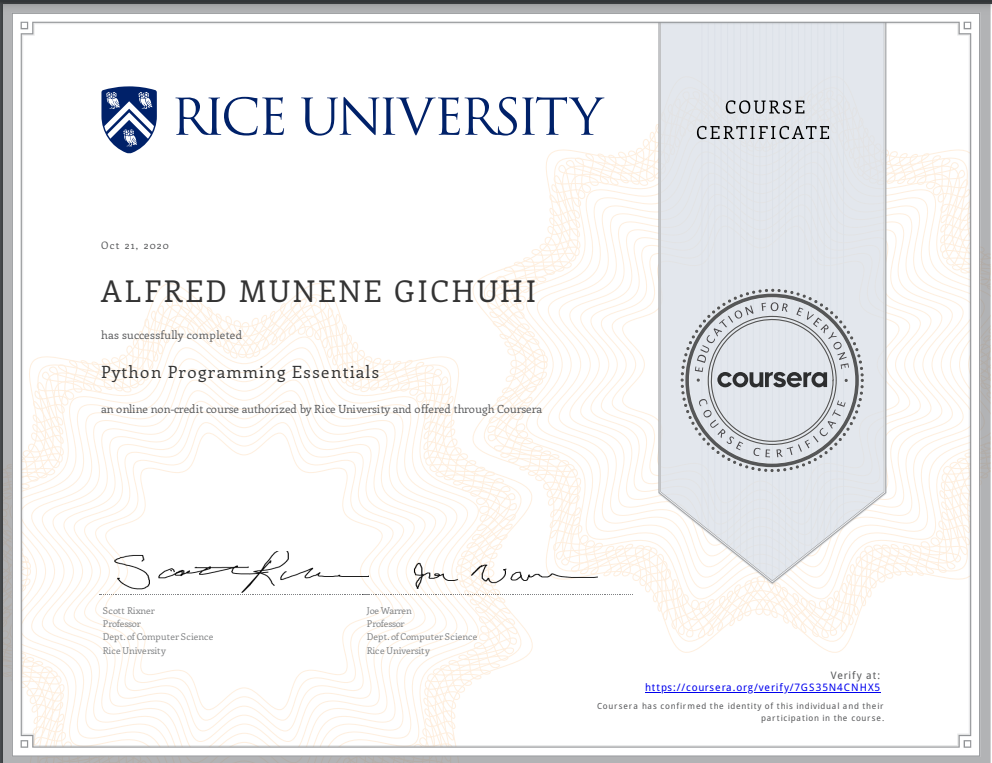 RICE UNIVERSITY
COURSE
CERTIFICATE
Oct 21, 2020
ALFRED MUNENE GICHUHI
has successfully completed
Python Programming Essentials
an online non-credit course authorized by Rice University and offered through Coursera
EDUCATION FOR EVERYONE
coursera
COURSE CERTIFICATE
Scott Rixner
Joe Warren
Scott Rixner
Professor
Dept. of Computer Science
Rice University
Joe Warren
Professor
Dept. of Computer Science
Rice University
Verify at:
https://coursera.org/verify/7GS35N4CNHX5
Coursera has confirmed the identity of this individual and their
participation in the course.